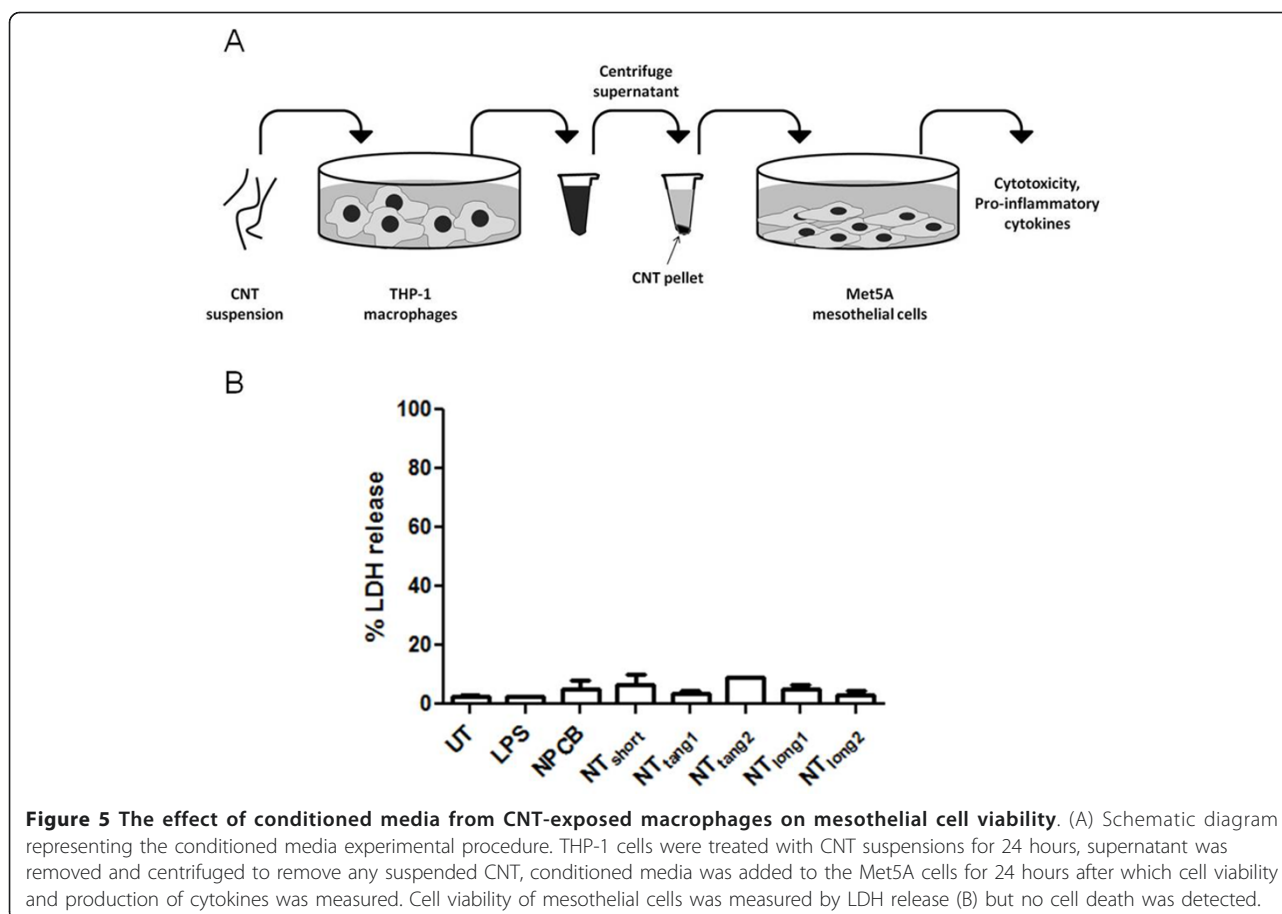 A
Centrifuge
supernatant
CNT pellet
Cytotoxicity,
Pro-inflammatory
cytokines
CNT
suspension
THP-1
macrophages
Met5A
mesothelial cells
B
% LDH release
100
80
60
40
20
0
UT
LPS
NPCB
NTshort
NTtang1
NTtang2
NTlong1
NTlong2
Figure 5 The effect of conditioned media from CNT-exposed macrophages on mesothelial cell viability. (A) Schematic diagram
representing the conditioned media experimental procedure. THP-1 cells were treated with CNT suspensions for 24 hours, supernatant was
removed and centrifuged to remove any suspended CNT, conditioned media was added to the Met5A cells for 24 hours after which cell viability
and production of cytokines was measured. Cell viability of mesothelial cells was measured by LDH release (B) but no cell death was detected.